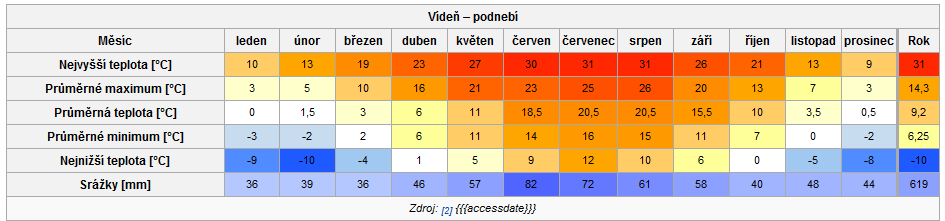 Vídeň – podnebí
Měsíc leden únor březen duben květen červen červenec srpen září říjen listopad prosinec Rok
Nejvyšší teplota [°C] 10 13 19 23 27 30 31 31 26 21 13 9 31
Průměrné maximum [°C] 3 5 10 16 21 23 25 26 20 13 7 3 14,3
Průměrná teplota [°C] 0 1,5 3 6 11 18,5 20,5 20,5 15,5 10 3,5 0,5 9,2
Průměrné minimum [°C] -3 -2 2 6 11 14 16 15 11 7 0 -2 6,25
Nejnižší teplota [°C] -9 -10 -4 1 5 9 12 10 6 0 -5 -8 -10
Srážky [mm] 36 39 36 46 57 82 72 61 58 40 48 44 619
Zdroj: [2] {{{accessdate}}}